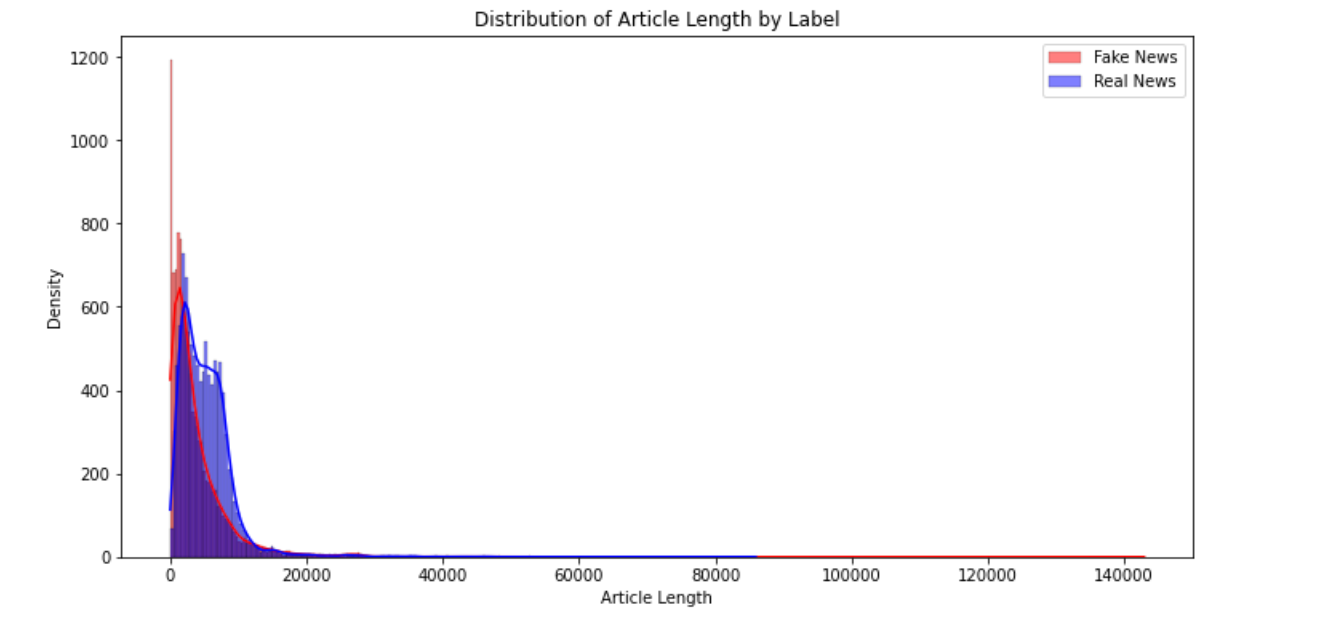 Distribution of Article Length by Label
1200
1000
800
600
400
200
0
Density
Fake News
Real News
0 20000 40000 60000 80000 100000 120000 140000
Article Length